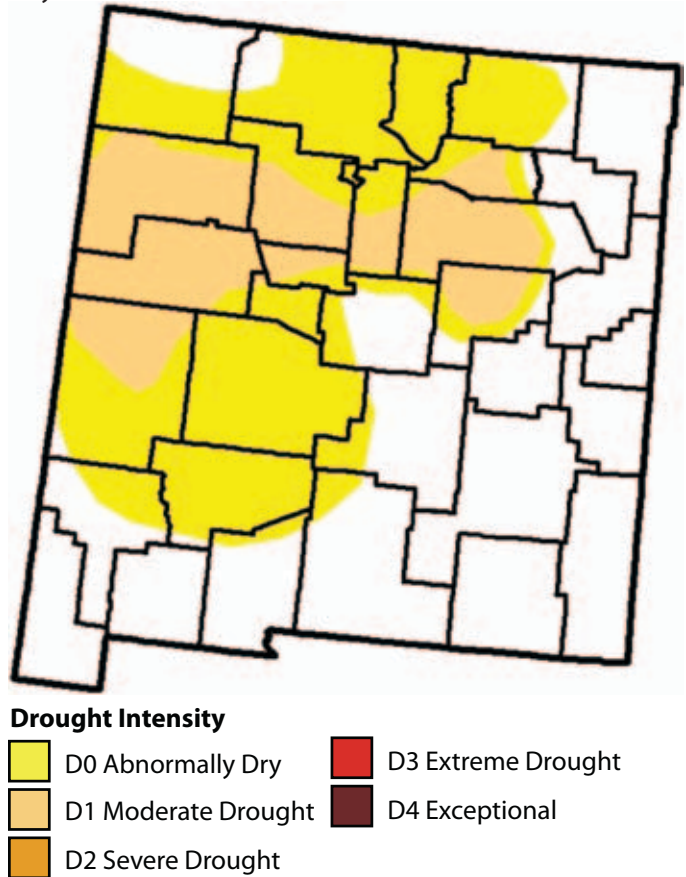 Drought Intensity
D0 Abnormally Dry
D1 Moderate Drought
D2 Severe Drought
D3 Extreme Drought
D4 Exceptional